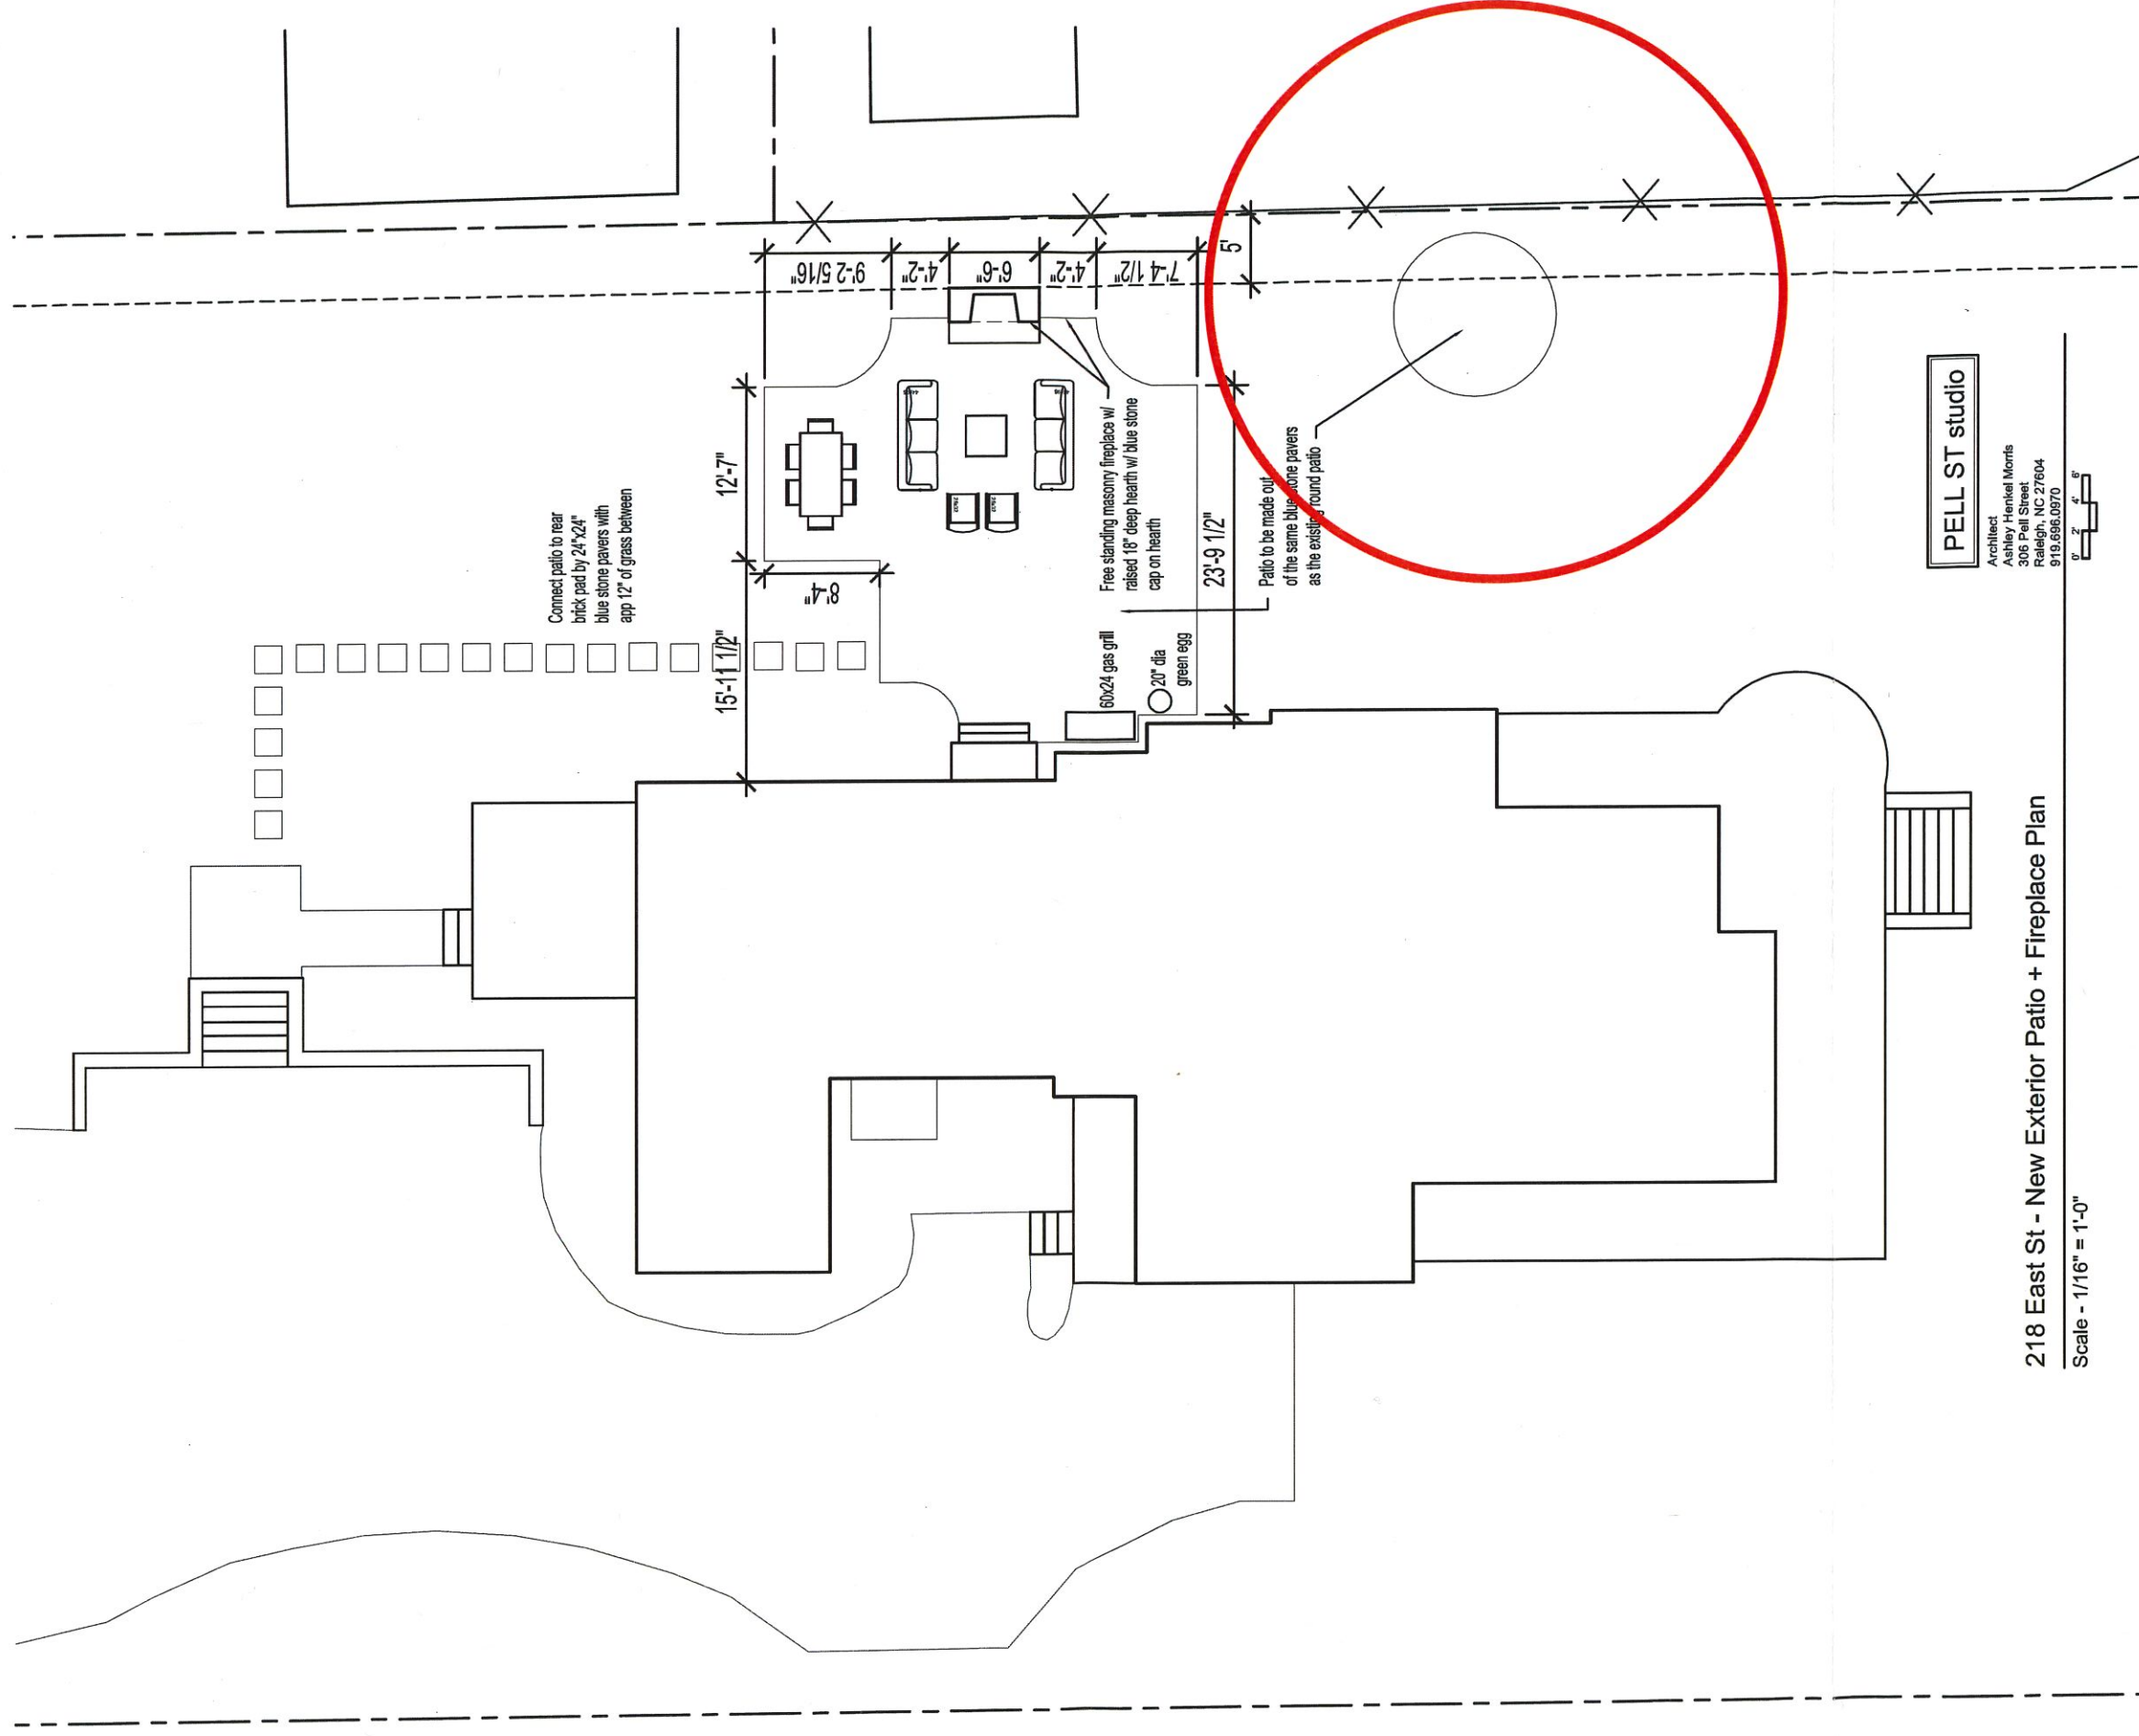 9'-2 5/16"
4'-2"
6'-6"
4'-2"
7'-4 1/2"
5'
12'-7"
8'-4"
15'-11 1/2"
23'-9 1/2"
Connect patio to rear
brick pad by 24"x24"
blue stone pavers with
app 12" of grass between
Free standing masonry fireplace w/
raised 18" deep hearth w/ blue stone
cap on hearth
Patio to be made out
of the same blue stone pavers
as the existing round patio
60x24 gas grill
20" dia
green egg
PELL ST studio
Architect
Ashley Henkel Morris
306 Pell Street
Raleigh, NC 27604
919.696.0970
0' 2' 4' 6'
218 East St - New Exterior Patio + Fireplace Plan
Scale - 1/16" = 1'-0"